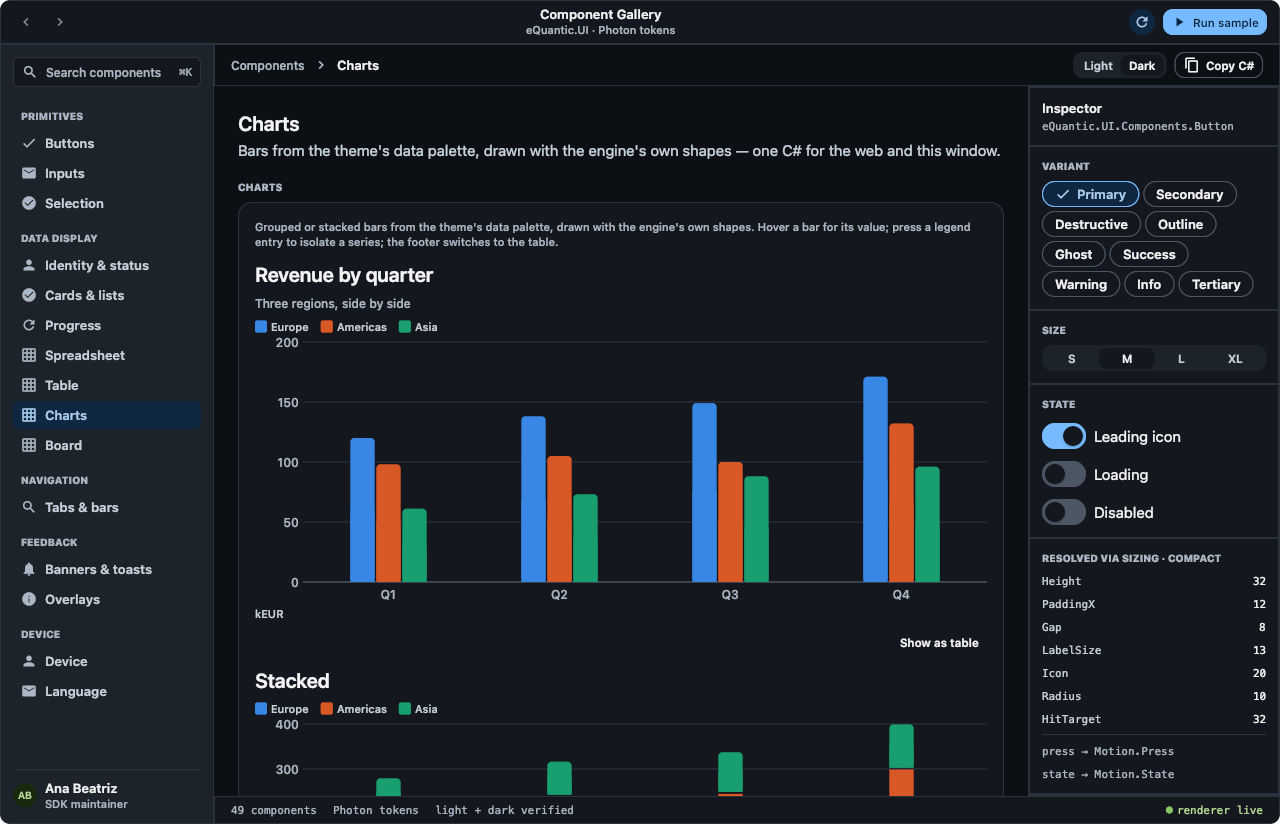 Component Gallery
eQuantic.UI · Photon tokens
Run sample
Search components ⌘K
PRIMITIVES
Buttons
Inputs
Selection
DATA DISPLAY
Identity & status
Cards & lists
Progress
Spreadsheet
Table
Charts
Board
NAVIGATION
Tabs & bars
FEEDBACK
Banners & toasts
Overlays
DEVICE
Device
Language
AB
Ana Beatriz
SDK maintainer
Components > Charts
Light Dark
Copy C#
Charts
Bars from the theme's data palette, drawn with the engine's own shapes — one C# for the web and this window.
CHARTS
Grouped or stacked bars from the theme's data palette, drawn with the engine's own shapes. Hover a bar for its value; press a legend
entry to isolate a series; the footer switches to the table.
Revenue by quarter
Three regions, side by side
Europe Americas Asia
200
150
100
50
0
Q1 Q2 Q3 Q4
kEUR
Show as table
Stacked
Europe Americas Asia
400
300
Inspector
eQuantic.UI.Components.Button
VARIANT
Primary Secondary
Destructive Outline
Ghost Success
Warning Info Tertiary
SIZE
S M L XL
STATE
Leading icon
Loading
Disabled
RESOLVED VIA SIZING · COMPACT
Height 32
PaddingX 12
Gap 8
LabelSize 13
Icon 20
Radius 10
HitTarget 32
press → Motion.Press
state → Motion.State
49 components Photon tokens light + dark verified
renderer live